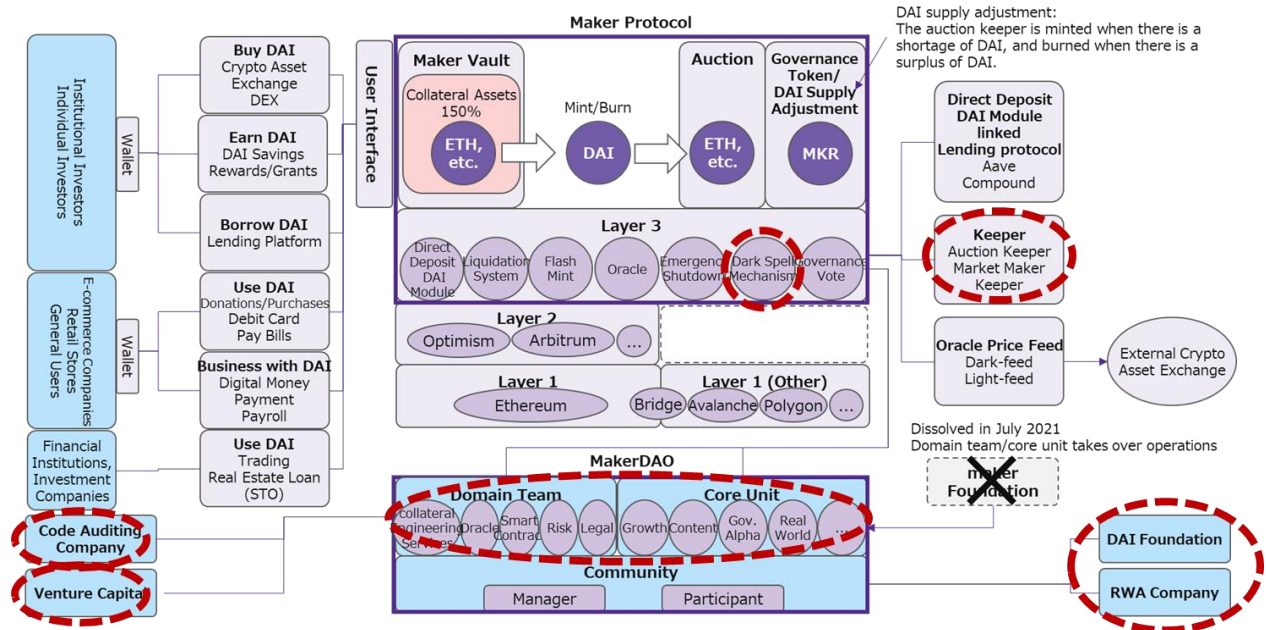 Maker Protocol
DAI supply adjustment:
The auction keeper is minted when there is a
shortage of DAI, and burned when there is a
surplus of DAI.
Institutional Investors
Individual Investors
Wallet
Buy DAI
Crypto Asset
Exchange
DEX
Earn DAI
DAI Savings
Rewards/Grants
Borrow DAI
Lending Platform
E-commerce Companies
Retail Stores
General Users
Wallet
Use DAI
Donations/Purchases
Debit Card
Pay Bills
Business with DAI
Digital Money
Payment
Payroll
Financial
Institutions,
Investment
Companies
Use DAI
Trading
Real Estate Loan
(STO)
Code Auditing
Company
Venture Capital
User Interface
Maker Vault
Collateral Assets
150%
ETH,
etc.
Mint/Burn
DAI
Auction
ETH,
etc.
Governance
Token/
DAI Supply
Adjustment
MKR
Layer 3
Direct
Deposit
DAI
Module
Liquidation
System
Flash
Mint
Oracle
Emergency
Shutdown
Dark Spell
Mechanism
Governance
Vote
Layer 2
Optimism
Arbitrum
...
Layer 1
Ethereum
Layer 1 (Other)
Bridge
Avalanche
Polygon
...
Direct Deposit
DAI Module
linked
Lending protocol
Aave
Compound
Keeper
Auction Keeper
Market Maker
Keeper
Oracle Price Feed
Dark-feed
Light-feed
External Crypto
Asset Exchange
Dissolved in July 2021
Domain team/core unit takes over operations
maker
Foundation
MakerDAO
Domain Team
Collateral
Engineering
Services
Oracle
Smart
Contract
Risk
Legal
Core Unit
Growth
Content
Gov.
Alpha
Real
World
...
Community
Manager
Participant
DAI Foundation
RWA Company